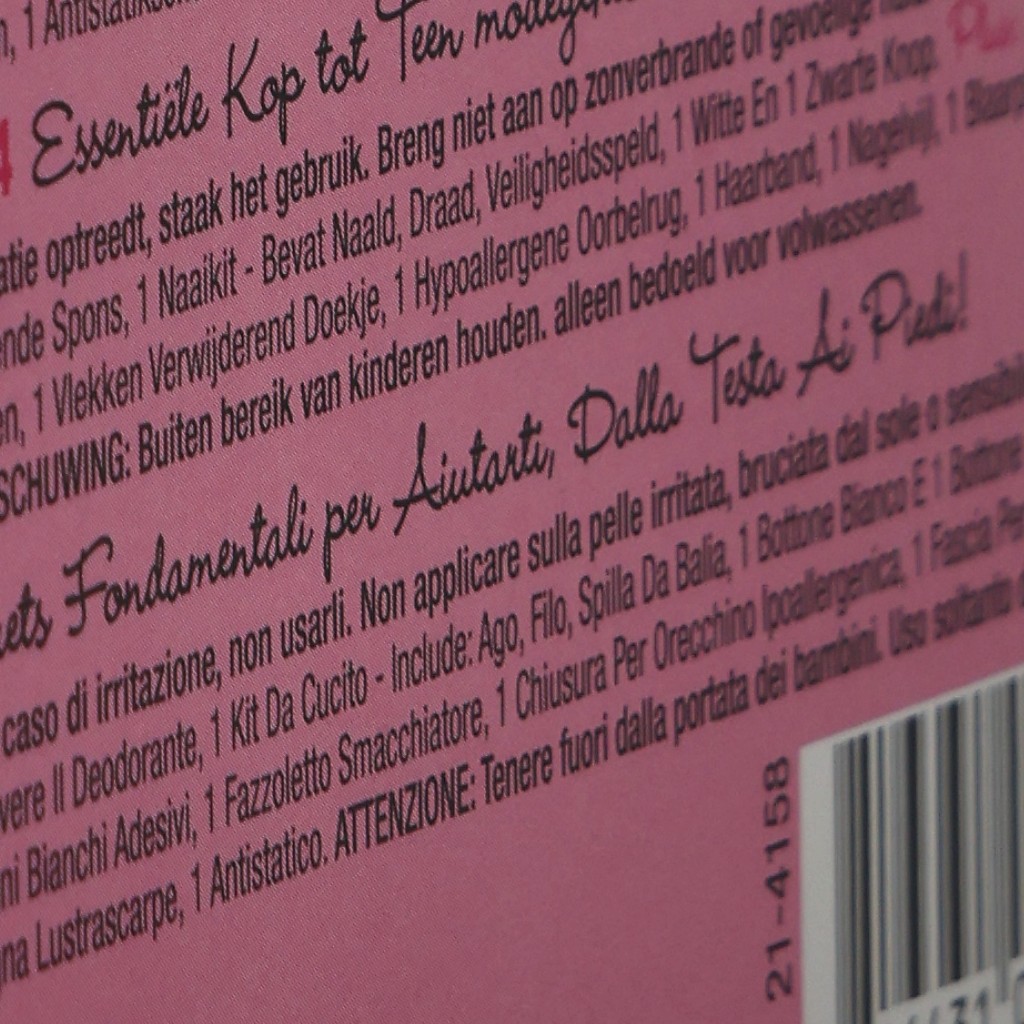 n, 1 Antistatiksch
4 Essentiële Kop tot Teen
atie optreedt, staak het gebruik. Breng niet aan op zonverbrande of gevoelige
nde Spons, 1 Naaikit - Bevat Naald, Draad, Veiligheidsspeld, 1 Witte En 1 Zwarte Knop.
en, 1 Vlekken Verwijderend Doekje, 1 Hypoallergene Oorbelrug, 1 Haarband, 1 Nagelvijl, 1
SCHUWING: Buiten bereik van kinderen houden. alleen bedoeld voor volwassenen.
ets Fondamentali per Aiutarti, Dalla Testa Ai Piedi!
caso di irritazione, non usarli. Non applicare sulla pelle irritata, bruciata dal sole o sensibil
vere Il Deodorante, 1 Kit Da Cucito - Include: Ago, Filo, Spilla Da Balia, 1 Bottone Bianco E 1 Bottone
ni Bianchi Adesivi, 1 Fazzoletto Smacchiatore, 1 Chiusura Per Orecchino Ipoallergenica, 1 Fascia Per
gna Lustrascarpe, 1 Antistatico. ATTENZIONE: Tenere fuori dalla portata dei bambini. Uso soltanto
21-4158